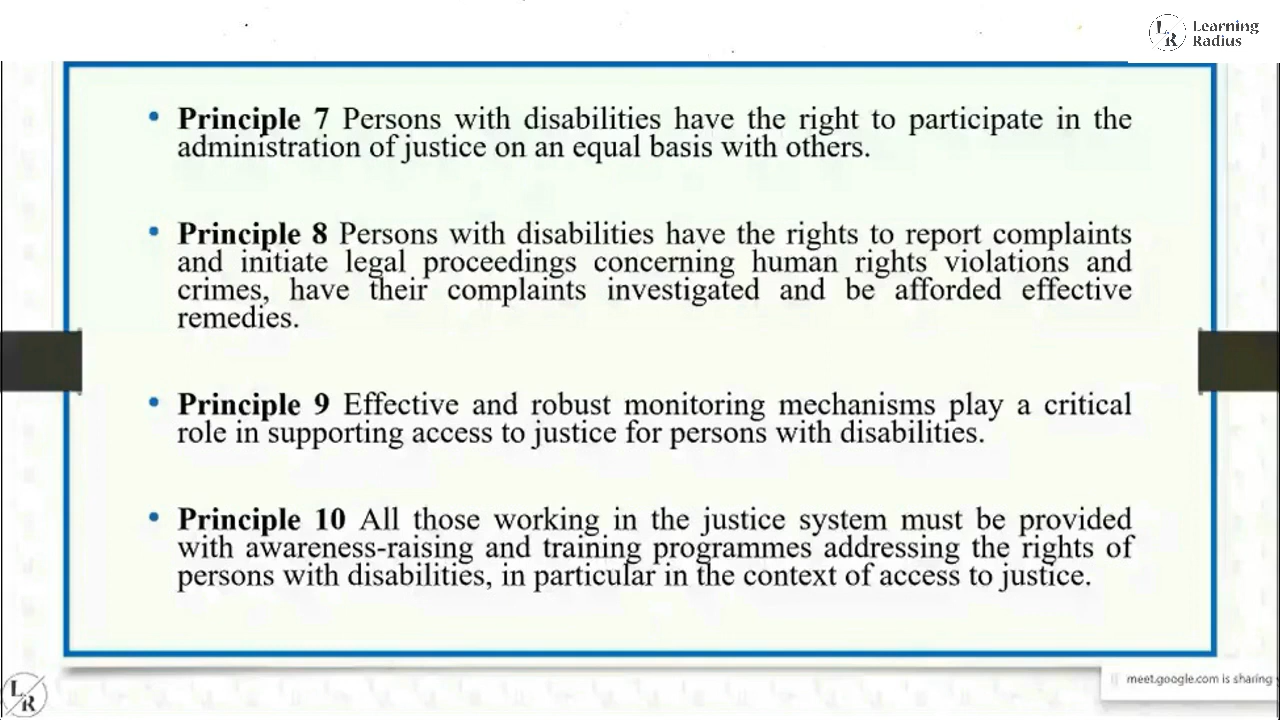 LR Learning
Radius
• Principle 7 Persons with disabilities have the right to participate in the
administration of justice on an equal basis with others.
• Principle 8 Persons with disabilities have the rights to report complaints
and initiate legal proceedings concerning human rights violations and
crimes, have their complaints investigated and be afforded effective
remedies.
• Principle 9 Effective and robust monitoring mechanisms play a critical
role in supporting access to justice for persons with disabilities.
• Principle 10 All those working in the justice system must be provided
with awareness-raising and training programmes addressing the rights of
persons with disabilities, in particular in the context of access to justice.
LR
meet.google.com is sharing